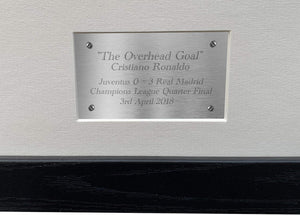 "The Overhead Goal"
Cristiano Ronaldo
Juventus 0 - 3 Real Madrid
Champions League Quarter Final
3rd April 2018